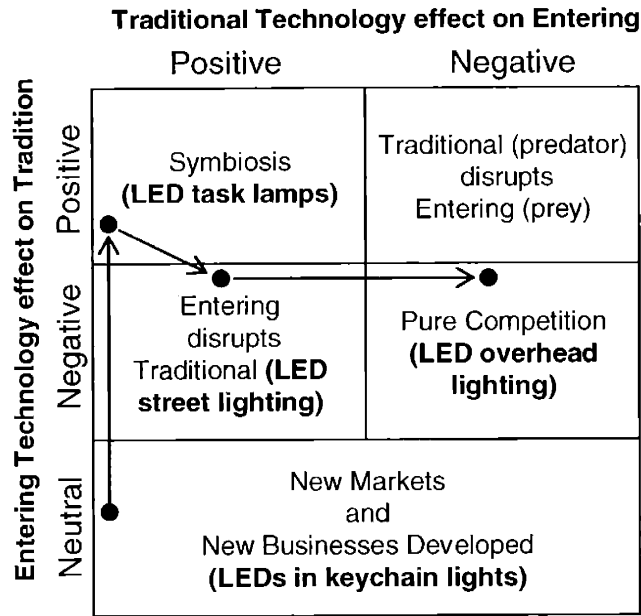 Traditional Technology effect on Entering
Positive
Negative
Entering Technology effect on Tradition
Positive
Symbiosis
(LED task lamps)
Traditional (predator)
disrupts
Entering (prey)
Negative
Entering
disrupts
Traditional (LED
street lighting)
Pure Competition
(LED overhead
lighting)
Neutral
New Markets
and
New Businesses Developed
(LEDs in keychain lights)